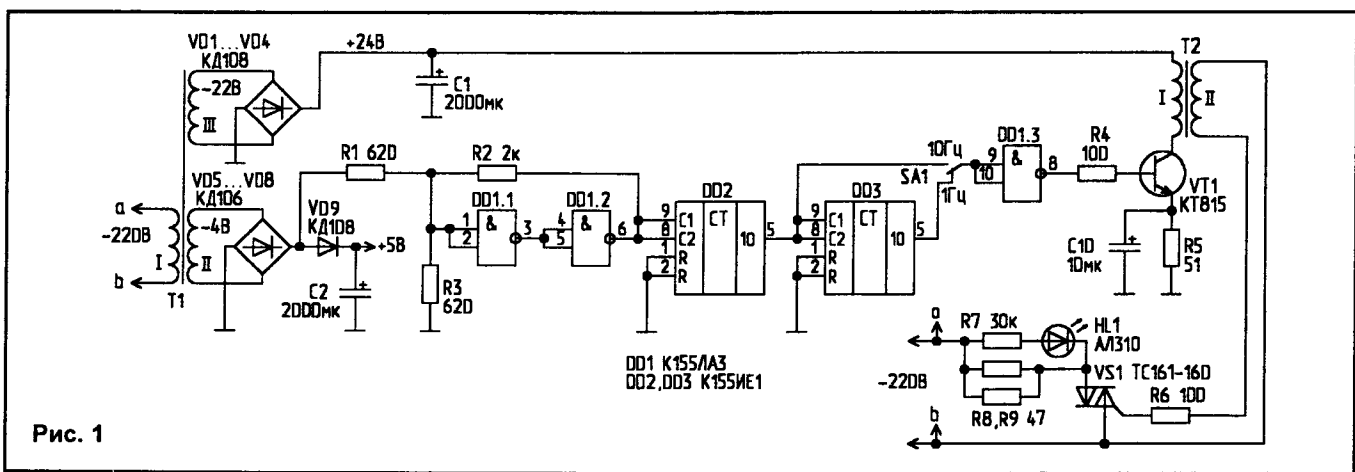 VD1...VD4
КД108
+24В
~22В
III
C1
2000мк
T2
I
II
R1 620
R2 2к
DD1.1
DD1.2
1
2
&
3
4
5
&
6
R3
620
VD5...VD8
КД106
a
~220В
b
I
T1
~4В
II
VD9
КД108
+5В
C2
2000мк
DD2
9
8
1
2
C1
C2
R
R
CT
10
5
DD3
9
8
1
2
C1
C2
R
R
CT
10
5
10Гц
SA1
1Гц
DD1.3
9
10
&
8
R4
100
VT1
КТ815
C10
10мк
R5
51
DD1 К155ЛА3
DD2,DD3 К155ИЕ1
a
R7 30к
HL1
АЛ310
~220В
VS1 ТС161-160
R8,R9 47
R6 100
b
Рис. 1